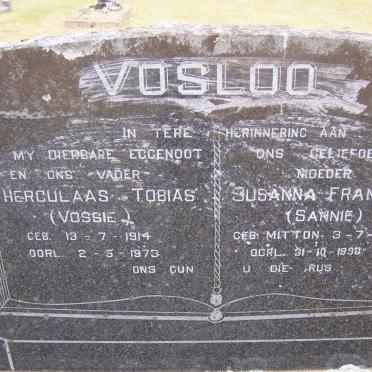 VOSLOO
IN TERE HERINNERING AAN
MY DIERBARE EGGENOOT
EN ONS VADER
HERCULAAS TOBIAS
(VOSSIE)
GEB. 13-7-1914
OORL. 2-5-1973
ONS GUN
ONS GELIEFDE
MOEDER
SUSANNA FRAN
(SANNIE)
GEB: MITTON. 3-7-
OORL. 31-10-1990
U DIE RUS